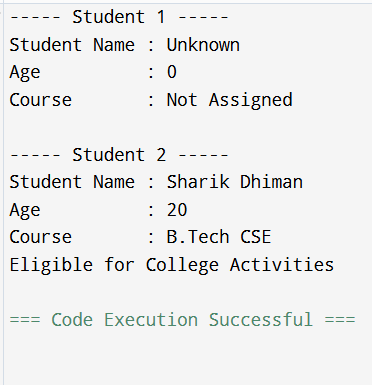 ----- Student 1 -----
Student Name : Unknown
Age          : 0
Course       : Not Assigned

----- Student 2 -----
Student Name : Sharik Dhiman
Age          : 20
Course       : B.Tech CSE
Eligible for College Activities

=== Code Execution Successful ===